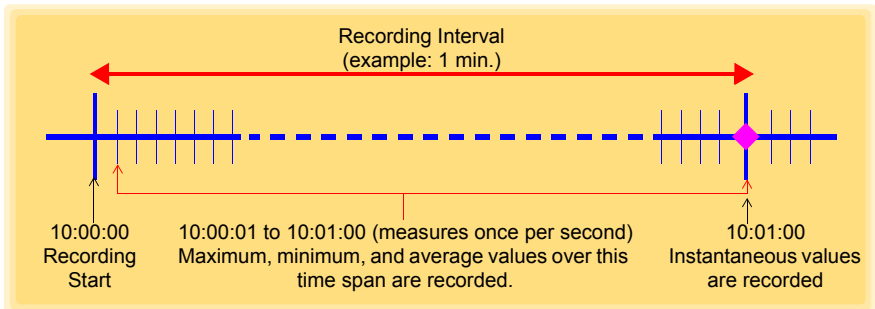 Recording Interval
(example: 1 min.)
10:00:00
Recording
Start
10:00:01 to 10:01:00 (measures once per second)
Maximum, minimum, and average values over this
time span are recorded.
10:01:00
Instantaneous values
are recorded